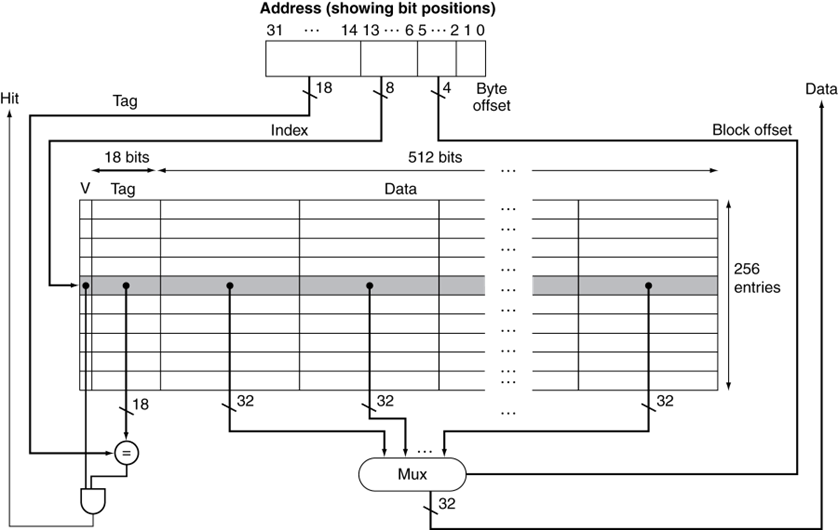 Address (showing bit positions)
31 ··· 14 13 ··· 6 5 ··· 2 1 0
18 8 4 Byte offset
Hit
Data
Tag
Index
Block offset
18 bits
512 bits
···
V Tag Data
···
···
···
···
···
···
···
···
···
···
256 entries
18 32 32 ··· 32
=
···
Mux
32